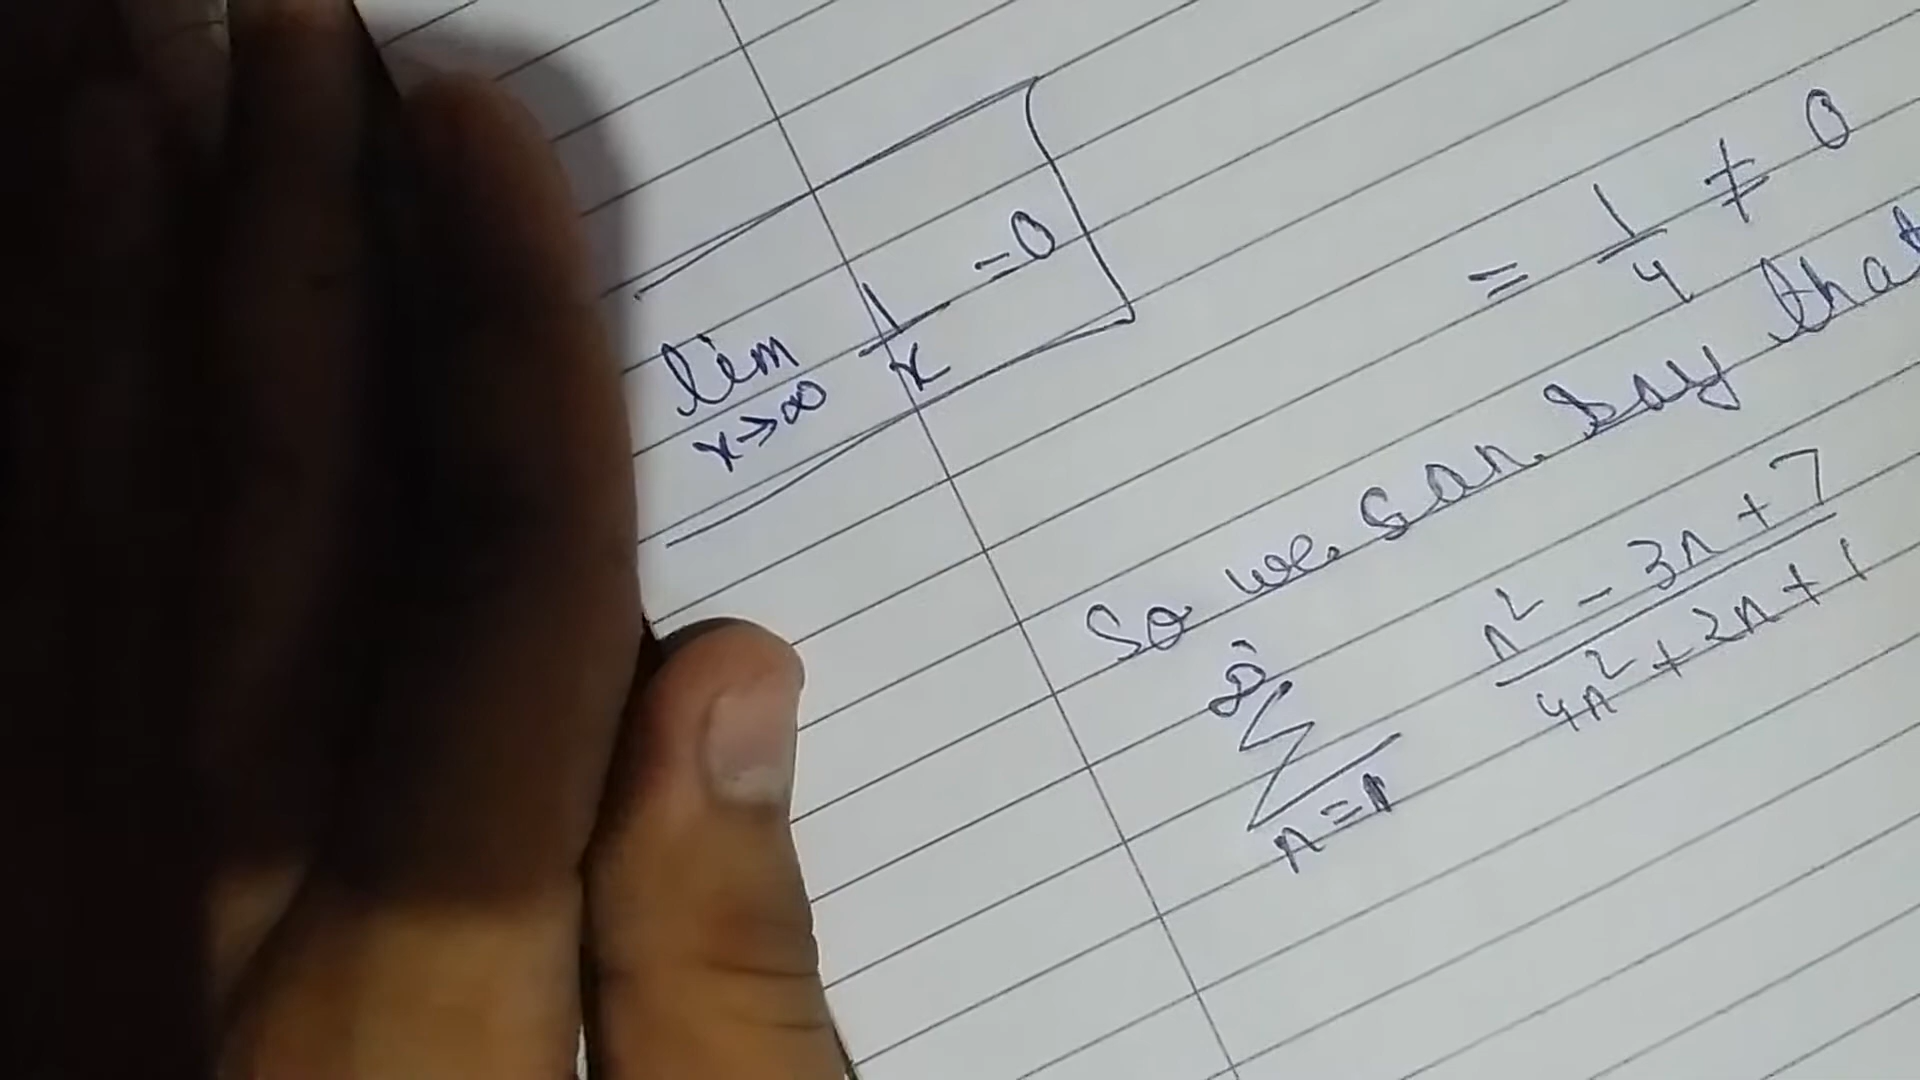 lim x→∞ 1/x = 0
= 1/4 ≠ 0
So we can say that
∞ ∑ n=1 n² - 3n + 7 / 4n² + 2n + 1